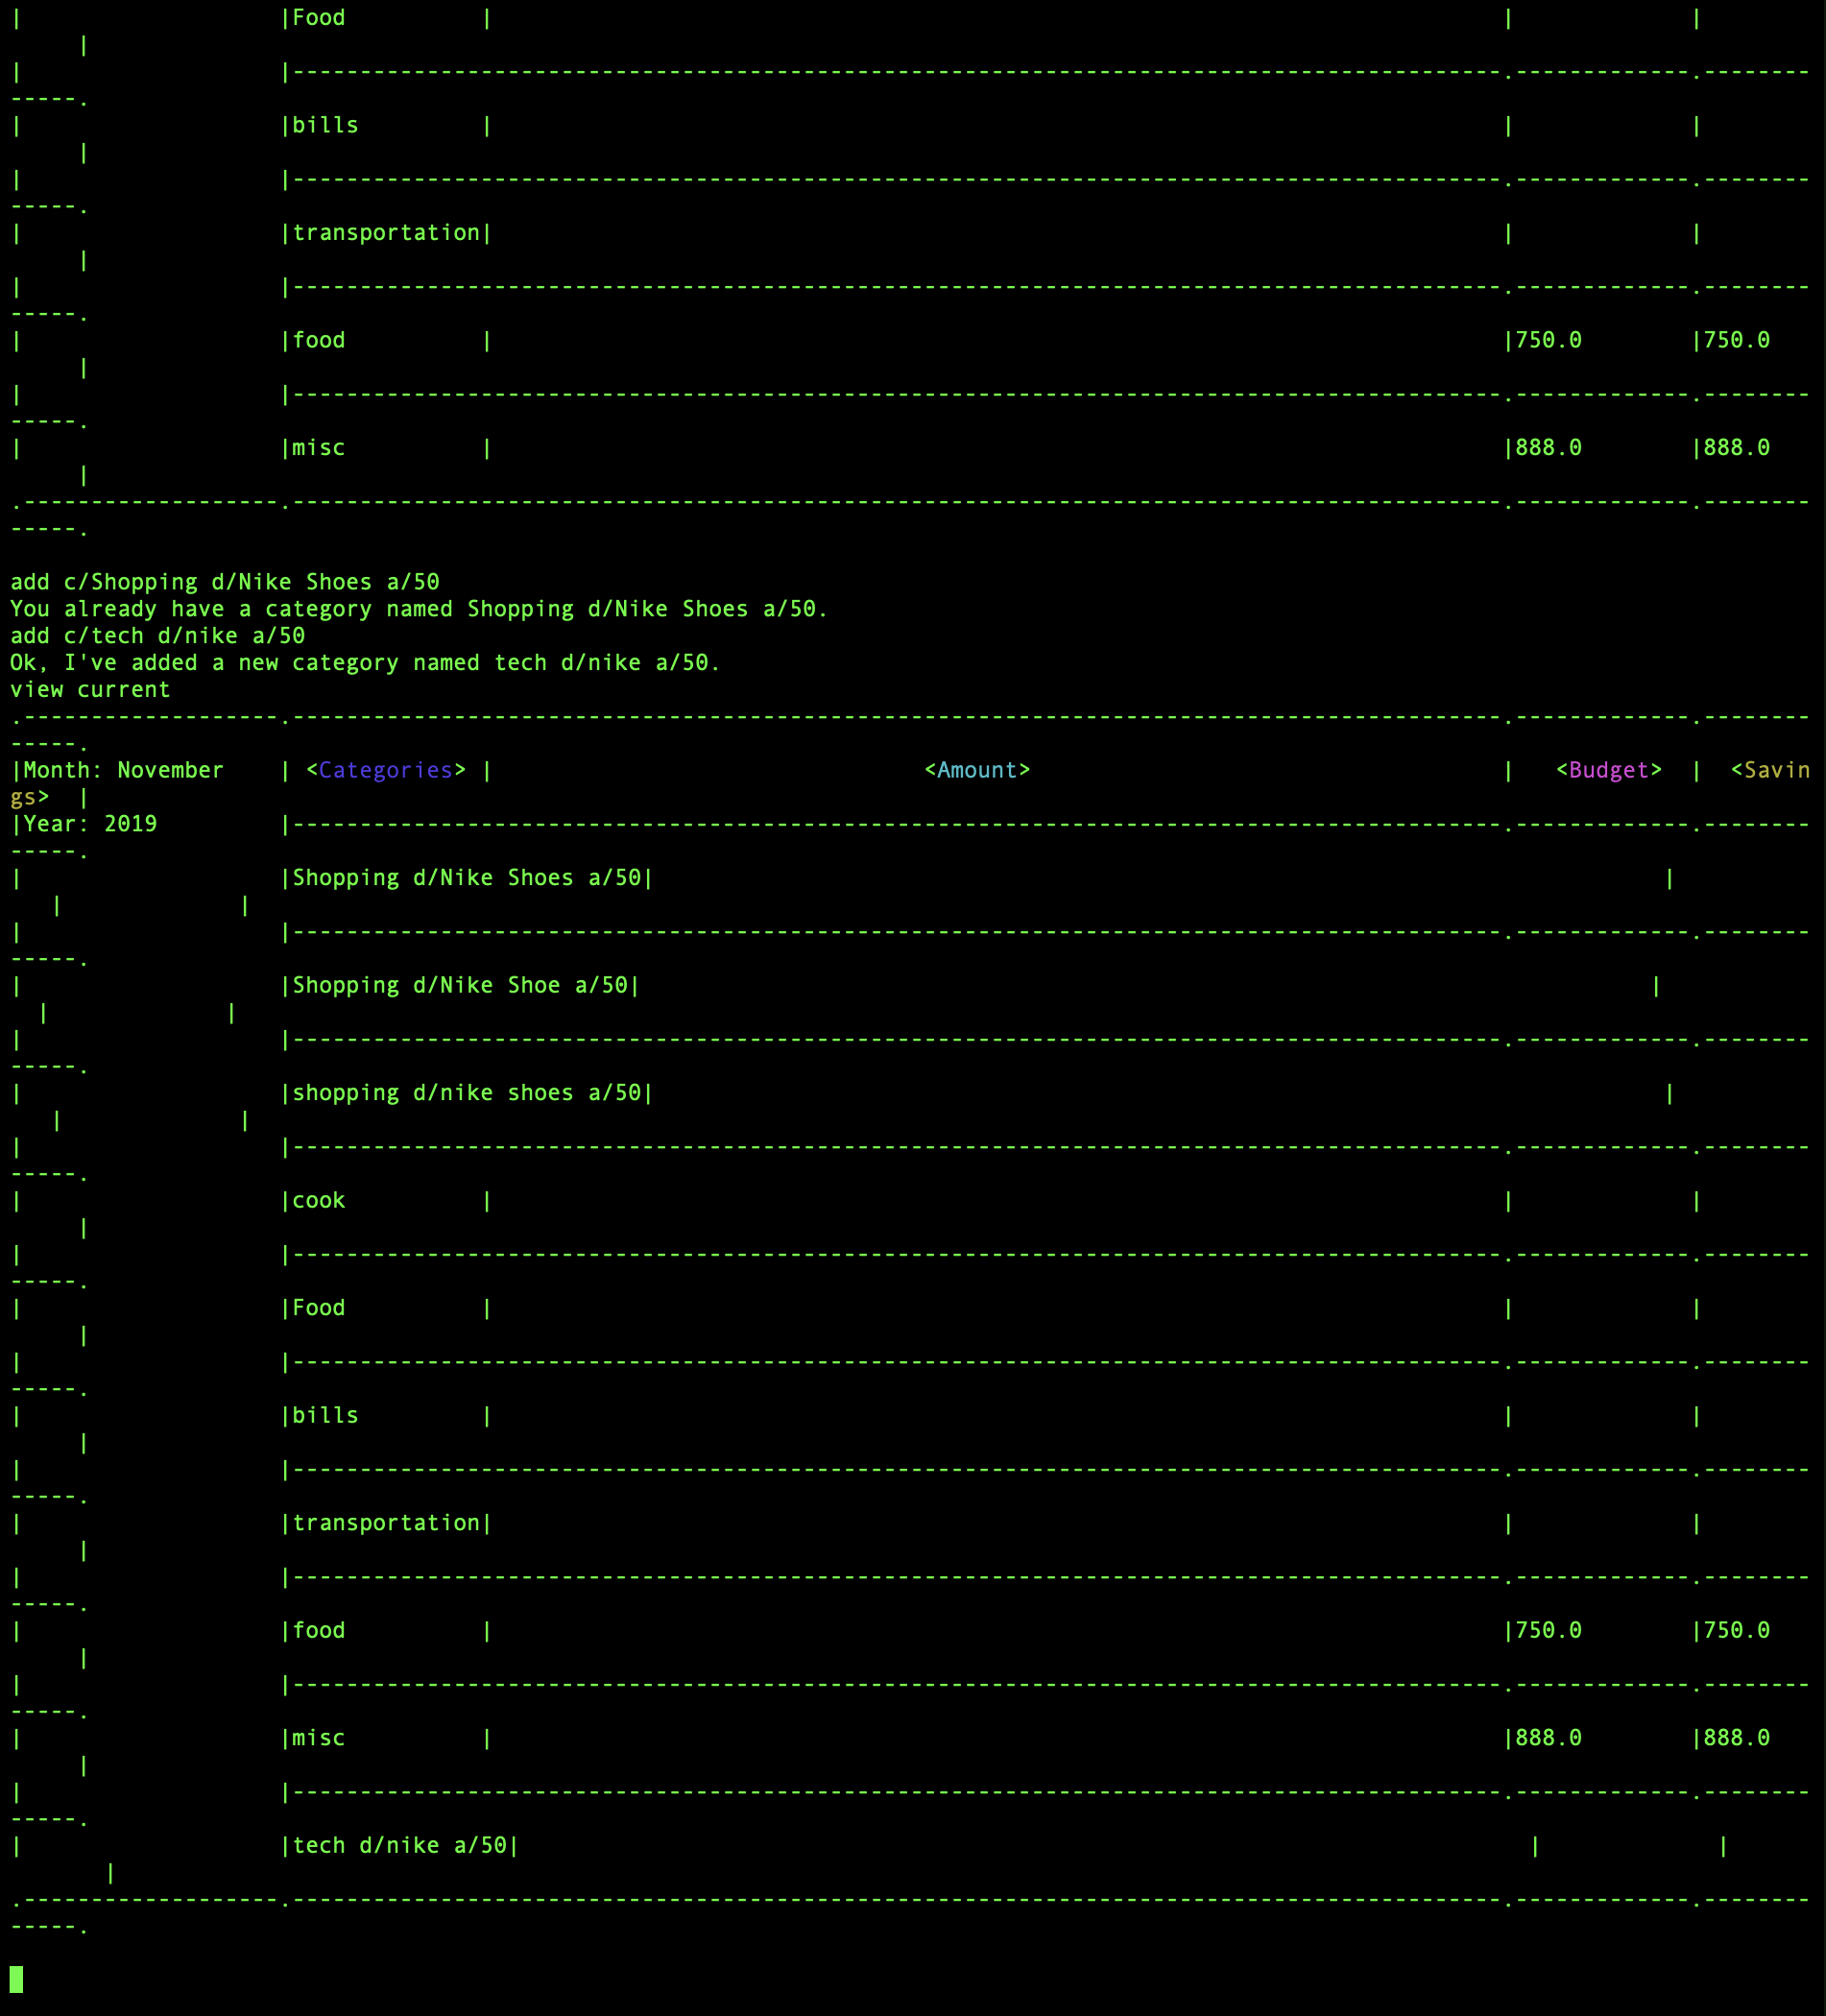 Food
bills
transportation
food 750.0 750.0
misc 888.0 888.0
add c/Shopping d/Nike Shoes a/50
You already have a category named Shopping d/Nike Shoes a/50.
add c/tech d/nike a/50
Ok, I've added a new category named tech d/nike a/50.
view current
Month: November <Categories> <Amount> <Budget> <Savin
gs>
Year: 2019
Shopping d/Nike Shoes a/50
Shopping d/Nike Shoe a/50
shopping d/nike shoes a/50
cook
Food
bills
transportation
food 750.0 750.0
misc 888.0 888.0
tech d/nike a/50